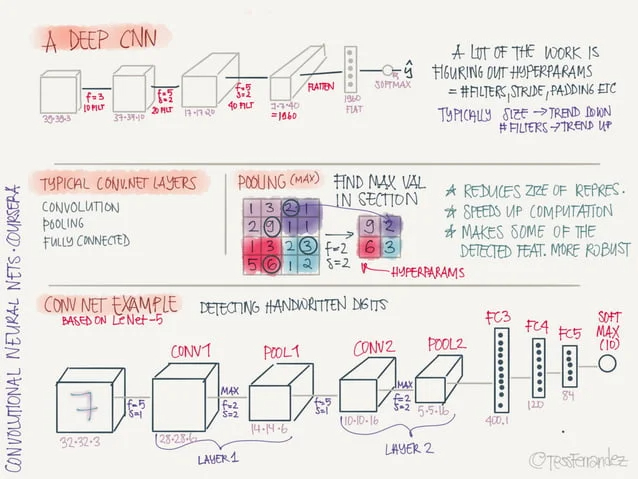 A DEEP CNN
39·39·3
f=3
10 FILT
37·37·10
f=5
s=2
20 FILT
17·17·20
f=5
s=2
40 FILT
7·7·40
=1960
FLATTEN
1960
FLAT
SOFTMAX
ŷ
A LOT OF THE WORK IS
FIGURING OUT HYPERPARAMS
= #FILTERS, STRIDE, PADDING ETC
TYPICALLY SIZE → TREND DOWN
# FILTERS → TREND UP
TYPICAL CONV.NET LAYERS
CONVOLUTION
POOLING
FULLY CONNECTED
POOLING (MAX)
FIND MAX VAL
IN SECTION
1 3 2 1
2 9 1 1
1 3 2 3
5 6 1 2
f=2
s=2
9 2
6 3
HYPERPARAMS
★ REDUCES SIZE OF REPRES.
★ SPEEDS UP COMPUTATION
★ MAKES SOME OF THE
DETECTED FEAT. MORE ROBUST
CONV NET EXAMPLE
BASED ON LeNet-5
DETECTING HANDWRITTEN DIGITS
7
32·32·3
f=5
s=1
CONV1
28·28·6
MAX
f=2
s=2
POOL1
14·14·6
LAYER 1
f=5
s=1
CONV2
10·10·16
MAX
f=2
s=2
POOL2
5·5·16
LAYER 2
FC3
400.1
FC4
120
FC5
84
SOFT
MAX
(10)
CONVOLUTIONAL NEURAL NETS · COURSERA
©TessFerrandez